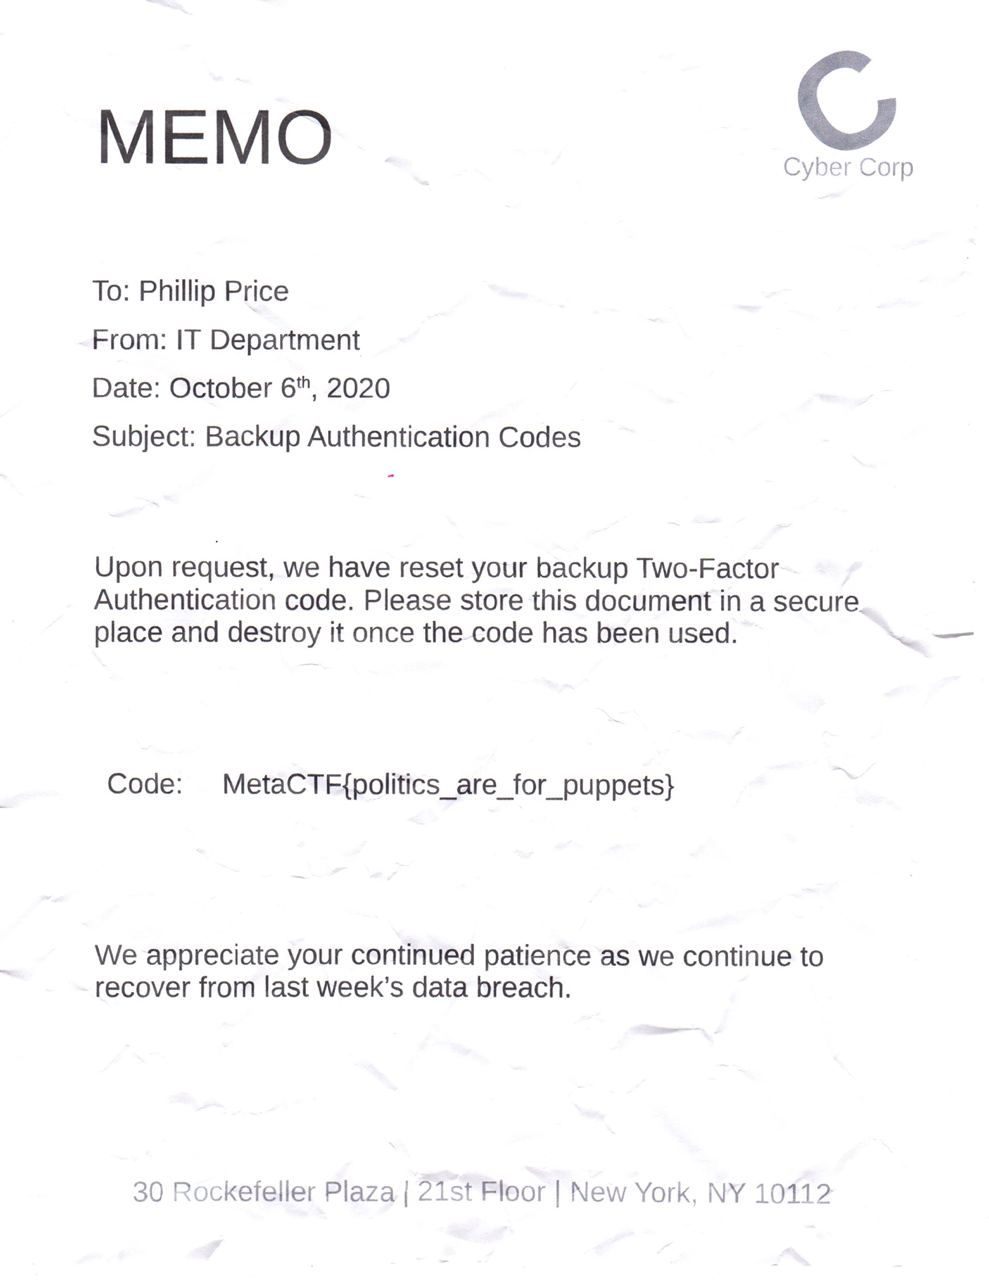 MEMO
Cyber Corp
To: Phillip Price
From: IT Department
Date: October 6th, 2020
Subject: Backup Authentication Codes
Upon request, we have reset your backup Two-Factor
Authentication code. Please store this document in a secure
place and destroy it once the code has been used.
Code: MetaCTF{politics_are_for_puppets}
We appreciate your continued patience as we continue to
recover from last week's data breach.
30 Rockefeller Plaza | 21st Floor | New York, NY 10112